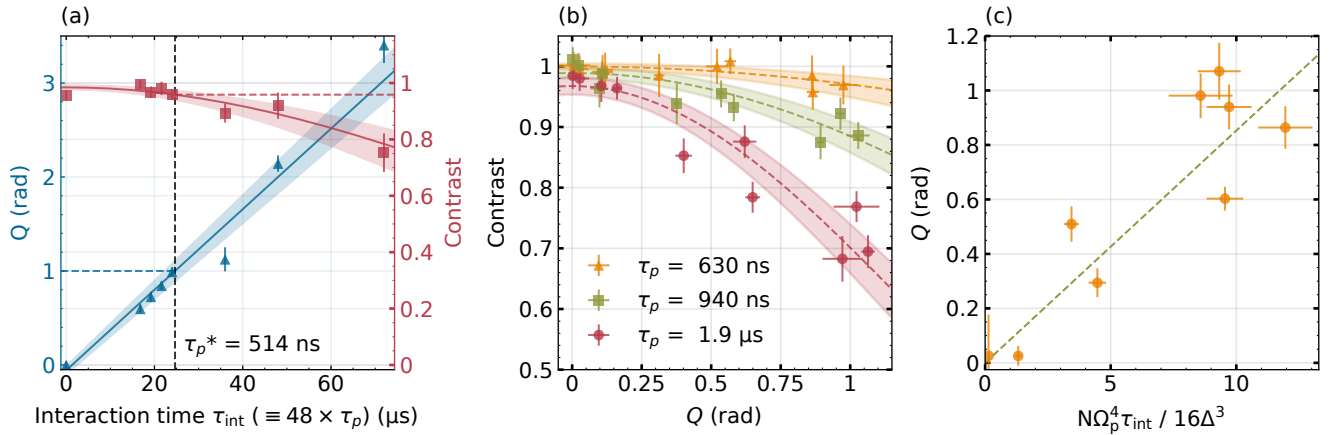 (a)
3
2
1
0
Q (rad)
0
20
40
60
1
0.8
0.6
0.4
0.2
0
Contrast
τp* = 514 ns
Interaction time τint ( ≡ 48 × τp) (μs)
(b)
1
0.9
0.8
0.7
0.6
0.5
Contrast
τp = 630 ns
τp = 940 ns
τp = 1.9 μs
0
0.25
0.5
0.75
1
Q (rad)
(c)
1.2
1
0.8
0.6
0.4
0.2
0
Q (rad)
0
5
10
NΩp⁴τint / 16Δ³